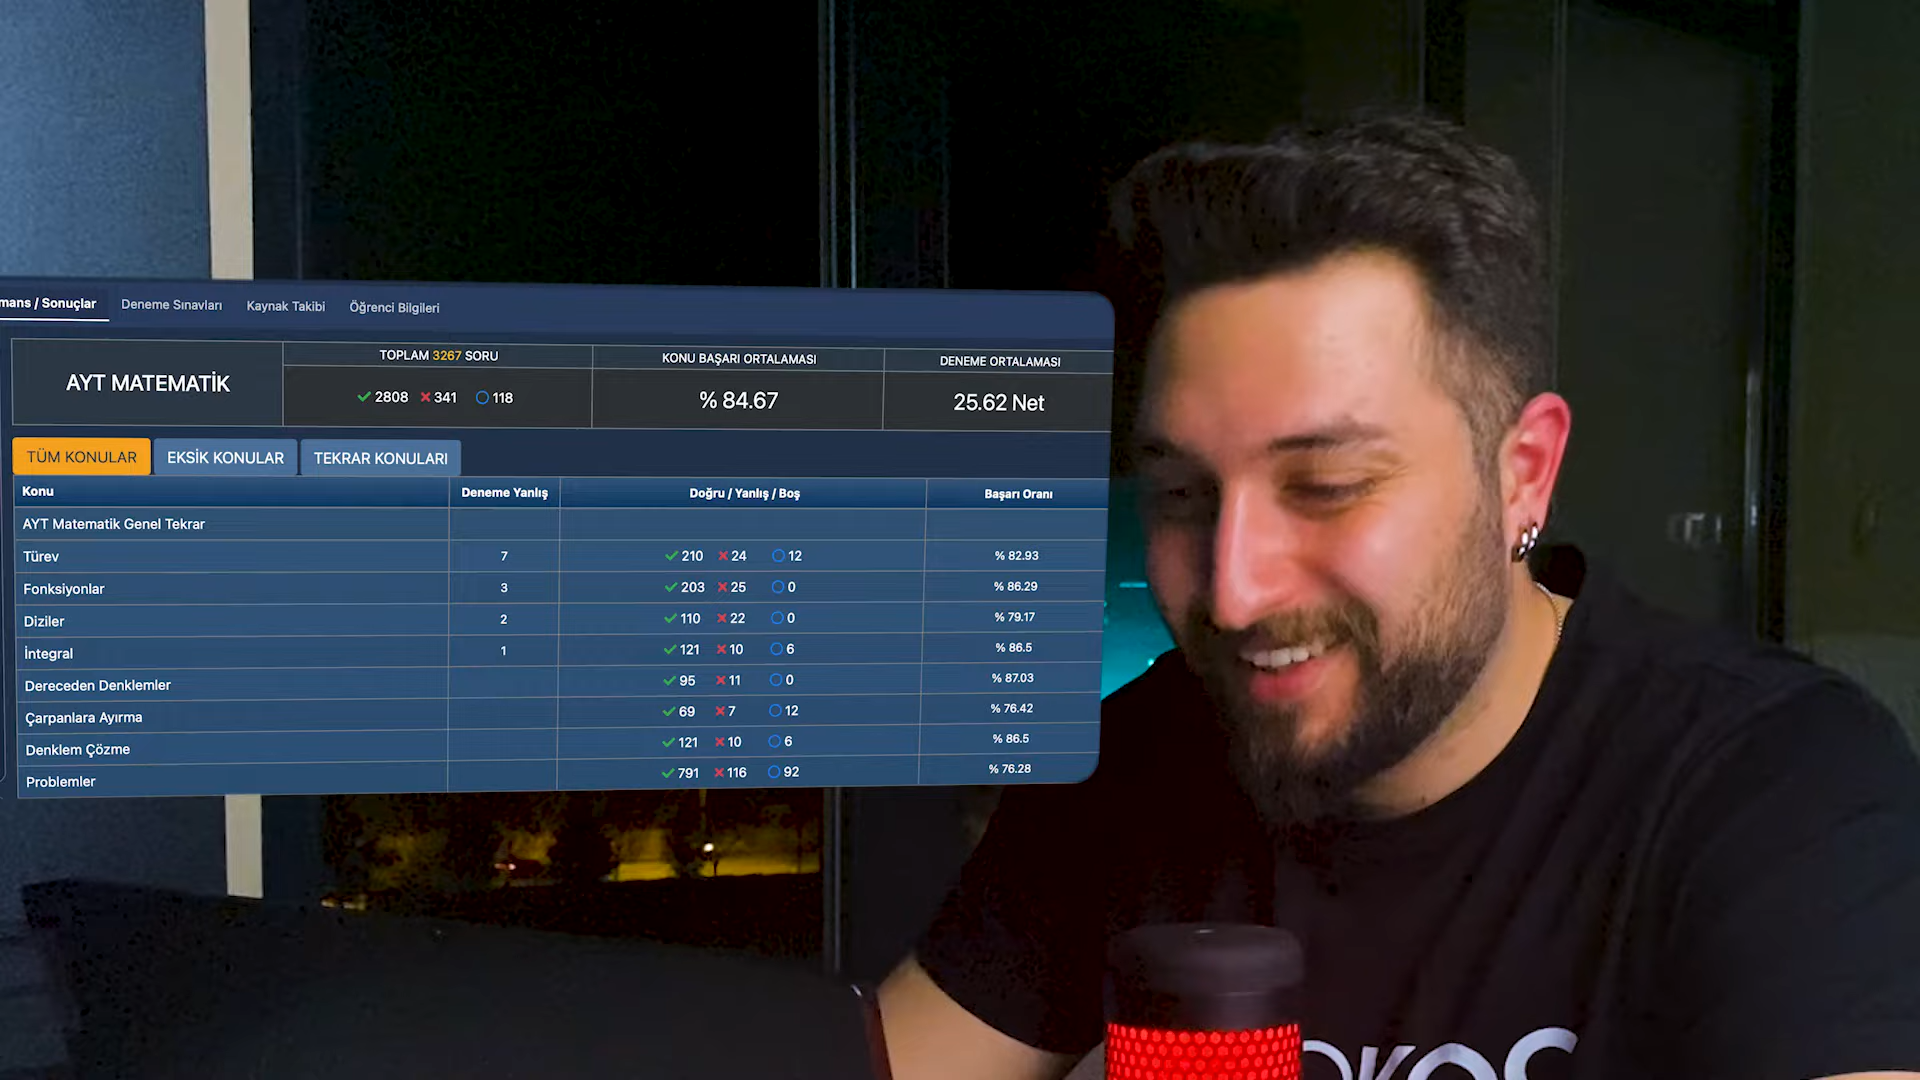 mans / Sonuçlar Deneme Sınavları Kaynak Takibi Öğrenci Bilgileri
AYT MATEMATİK
TOPLAM 3267 SORU
2808 341 118
KONU BAŞARI ORTALAMASI
% 84.67
DENEME ORTALAMASI
25.62 Net
TÜM KONULAR EKSİK KONULAR TEKRAR KONULARI
Konu Deneme Yanlış Doğru / Yanlış / Boş Başarı Oranı
AYT Matematik Genel Tekrar
Türev 7 210 24 12 % 82.93
Fonksiyonlar 3 203 25 0 % 86.29
Diziler 2 110 22 0 % 79.17
İntegral 1 121 10 6 % 86.5
Dereceden Denklemler 95 11 0 % 87.03
Çarpanlara Ayırma 69 7 12 % 76.42
Denklem Çözme 121 10 6 % 86.5
Problemler 791 116 92 % 76.28